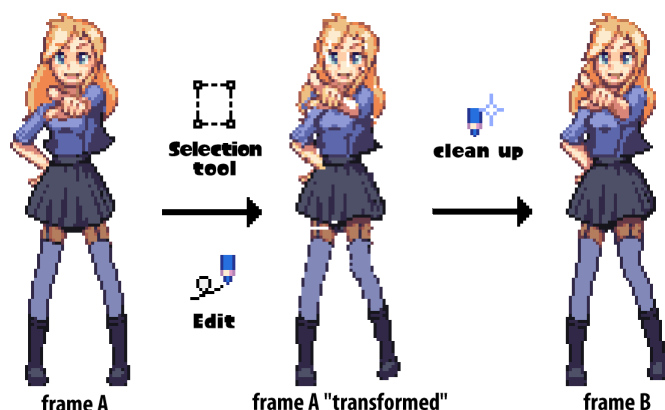 Selection
tool
clean up
Edit
frame A
frame A "transformed"
frame B